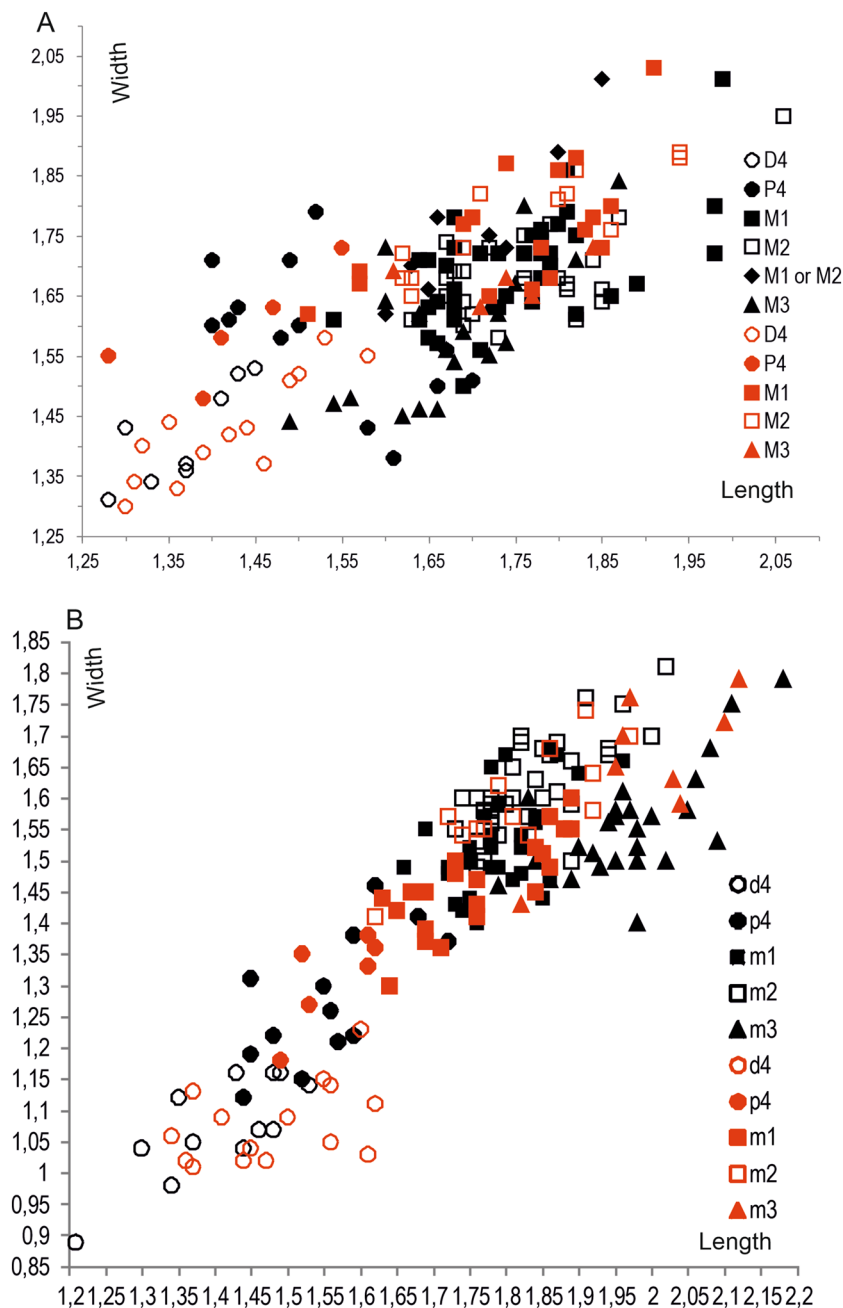 A
Width
2,05
1,95
1,85
1,75
1,65
1,55
1,45
1,35
1,25
D4
P4
M1
M2
M1 or M2
M3
D4
P4
M1
M2
M3
Length
1,25 1,35 1,45 1,55 1,65 1,75 1,85 1,95 2,05
B
Width
1,85
1,8
1,75
1,7
1,65
1,6
1,55
1,5
1,45
1,4
1,35
1,3
1,25
1,2
1,15
1,1
1,05
1
0,95
0,9
0,85
d4
p4
m1
m2
m3
d4
p4
m1
m2
m3
Length
1,2 1,25 1,3 1,35 1,45 1,55 1,6 1,65 1,7 1,75 1,8 1,85 1,9 1,95 2 2,05 2,1 2,15 2,2